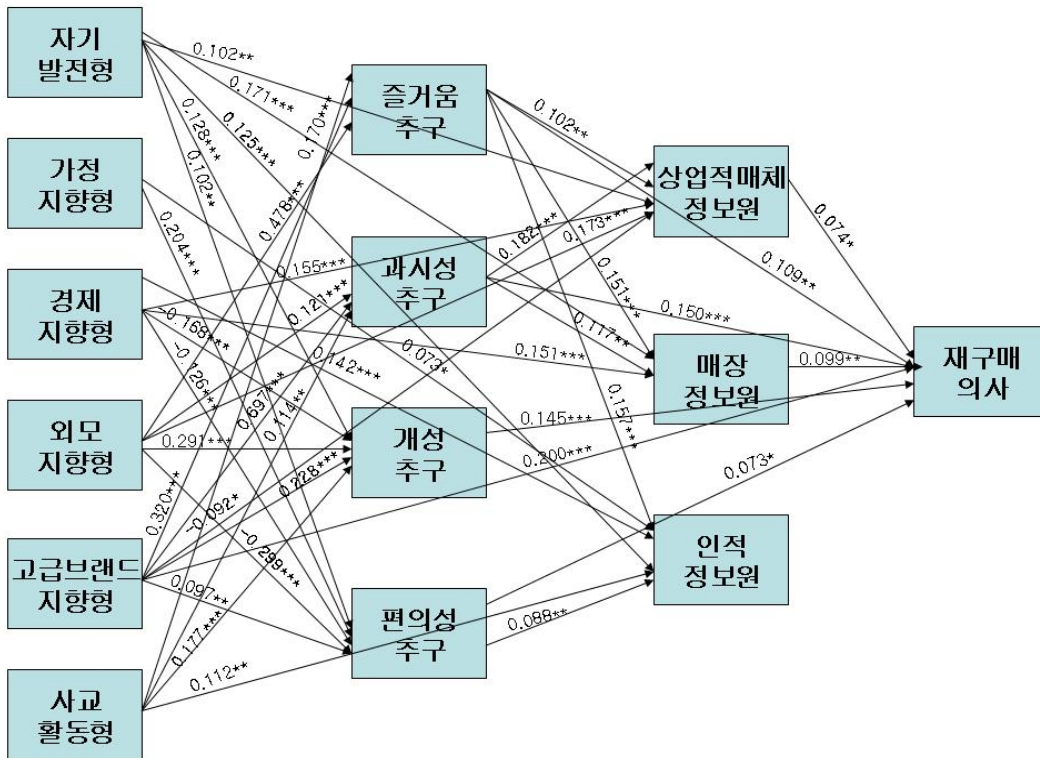 자기
발전형
가정
지향형
경제
지향형
외모
지향형
고급브랜드
지향형
사교
활동형
즐거움
추구
과시성
추구
개성
추구
편의성
추구
상업적매체
정보원
매장
정보원
인적
정보원
재구매
의사
0.102**
0.171***
0.125***
0.128***
0.102**
0.204***
0.170***
0.478***
0.155***
-0.168***
-0.126***
0.121***
0.697***
0.114**
0.142***
0.073*
0.291***
0.320***
-0.092*
0.228***
-0.299***
0.097**
0.177***
0.112**
0.102**
0.182***
0.173***
0.151***
0.117**
0.151***
0.157***
0.150***
0.109**
0.074*
0.099**
0.145***
0.200***
0.073*
0.088**